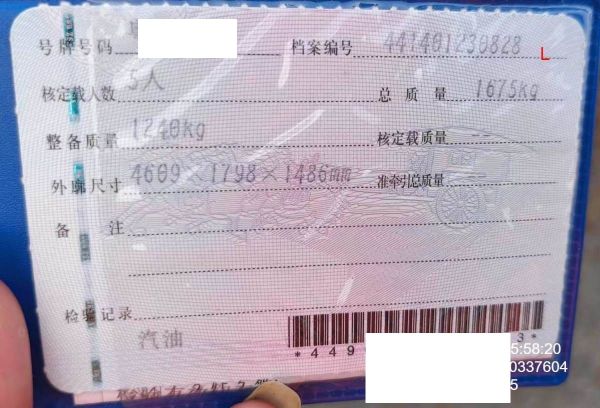 号牌号码 档案编号 441401230828 L
核定载人数 5人 总质量 1675kg
整备质量 1240kg 核定载质量 --
外廓尺寸 4609×1798×1486mm 准牵引总质量
备注
检验记录
汽油
*449 3*
5:58:20
0337604
5